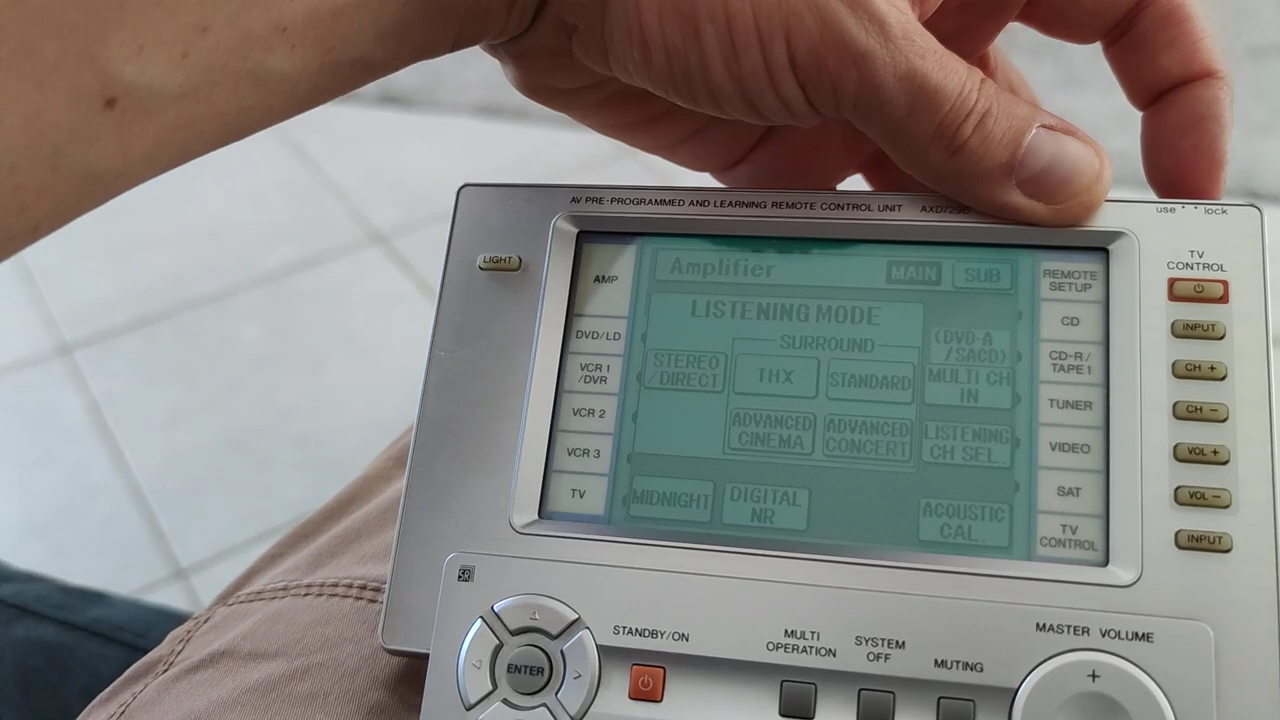 AV PRE-PROGRAMMED AND LEARNING REMOTE CONTROL UNIT
use lock
LIGHT
TV
CONTROL
AMP
DVD/LD
VCR 1
/DVR
VCR 2
VCR 3
TV
Amplifier
MAIN
SUB
LISTENING MODE
SURROUND
STEREO
/DIRECT
THX
STANDARD
(DVD-A
/SACD)
MULTI CH
IN
ADVANCED
CINEMA
ADVANCED
CONCERT
LISTENING
CH SEL.
MIDNIGHT
DIGITAL
NR
ACOUSTIC
CAL.
REMOTE
SETUP
CD
CD-R/
TAPE1
TUNER
VIDEO
SAT
TV
CONTROL
INPUT
CH +
CH −
VOL +
VOL −
INPUT
SR
STANDBY/ON
MULTI
OPERATION
SYSTEM
OFF
MUTING
MASTER VOLUME
ENTER
+